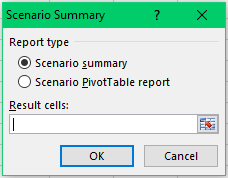 Scenario Summary ? ×
Report type
Scenario summary
Scenario PivotTable report
Result cells:
OK Cancel